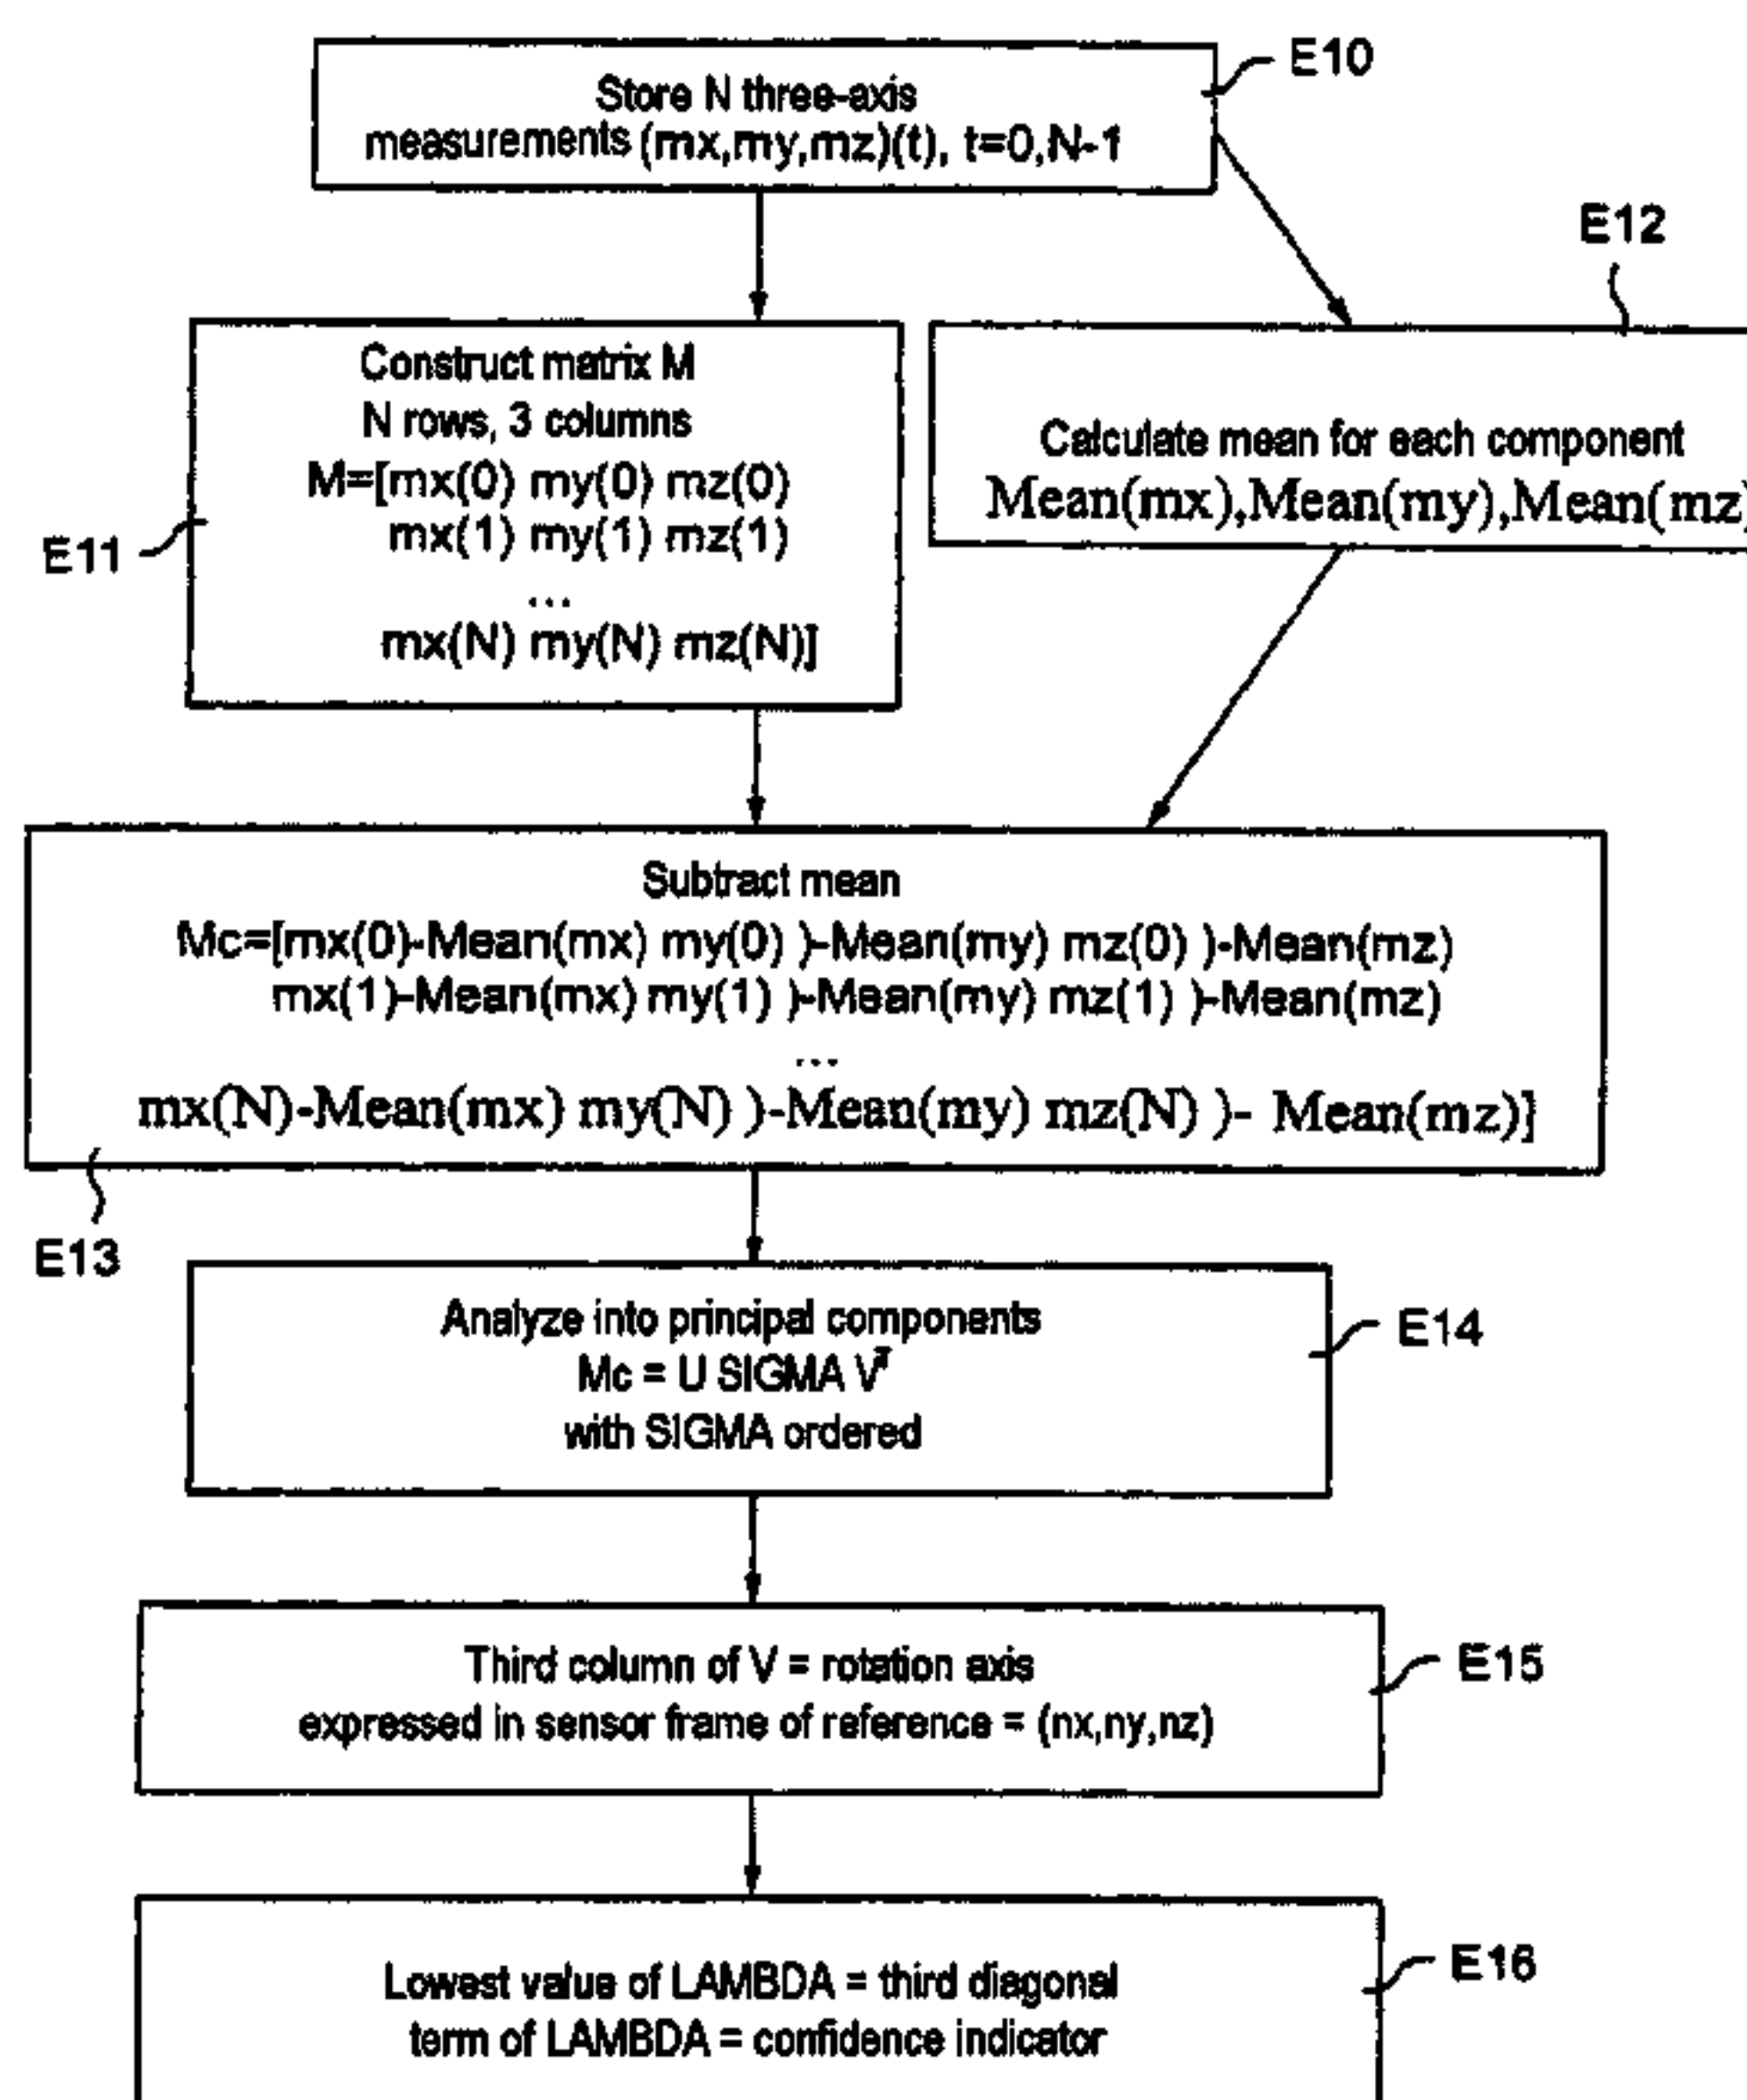 E10
Store N three-axis
measurements (mx,my,mz)(t), t=0,N-1
E12
Construct matrix M
N rows, 3 columns
M=[mx(0) my(0) mz(0)
mx(1) my(1) mz(1)
...
mx(N) my(N) mz(N)]
E11
Calculate mean for each component
Mean(mx),Mean(my),Mean(mz)
Subtract mean
Mc=[mx(0)-Mean(mx) my(0) )-Mean(my) mz(0) )-Mean(mz)
mx(1)-Mean(mx) my(1) )-Mean(my) mz(1) )-Mean(mz)
...
mx(N)-Mean(mx) my(N) )-Mean(my) mz(N) )- Mean(mz)]
E13
Analyze into principal components
Mc = U SIGMA V^T
with SIGMA ordered
E14
Third column of V = rotation axis
expressed in sensor frame of reference = (nx,ny,nz)
E15
Lowest value of LAMBDA = third diagonal
term of LAMBDA = confidence indicator
E16